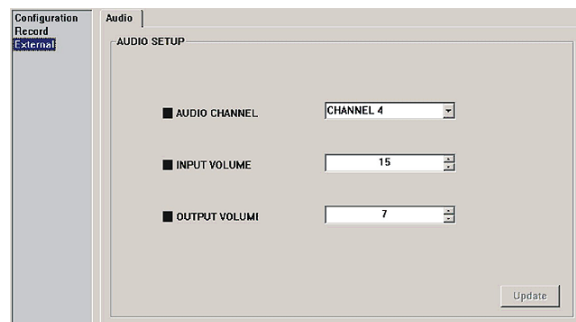 Configuration
Record
External
Audio
AUDIO SETUP
AUDIO CHANNEL
CHANNEL 4
INPUT VOLUME
15
OUTPUT VOLUMI
7
Update